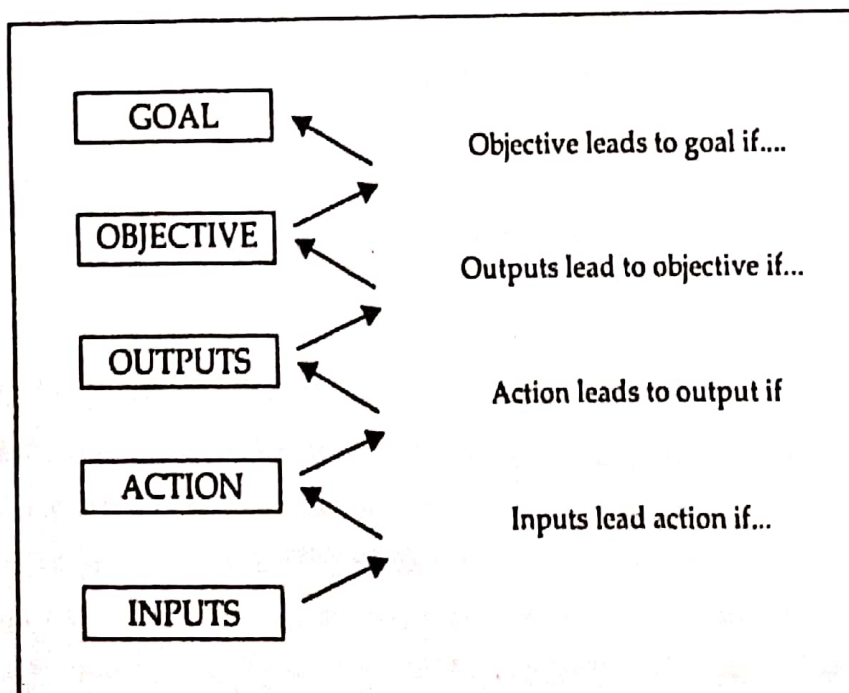 GOAL
Objective leads to goal if....
OBJECTIVE
Outputs lead to objective if...
OUTPUTS
Action leads to output if
ACTION
Inputs lead action if...
INPUTS